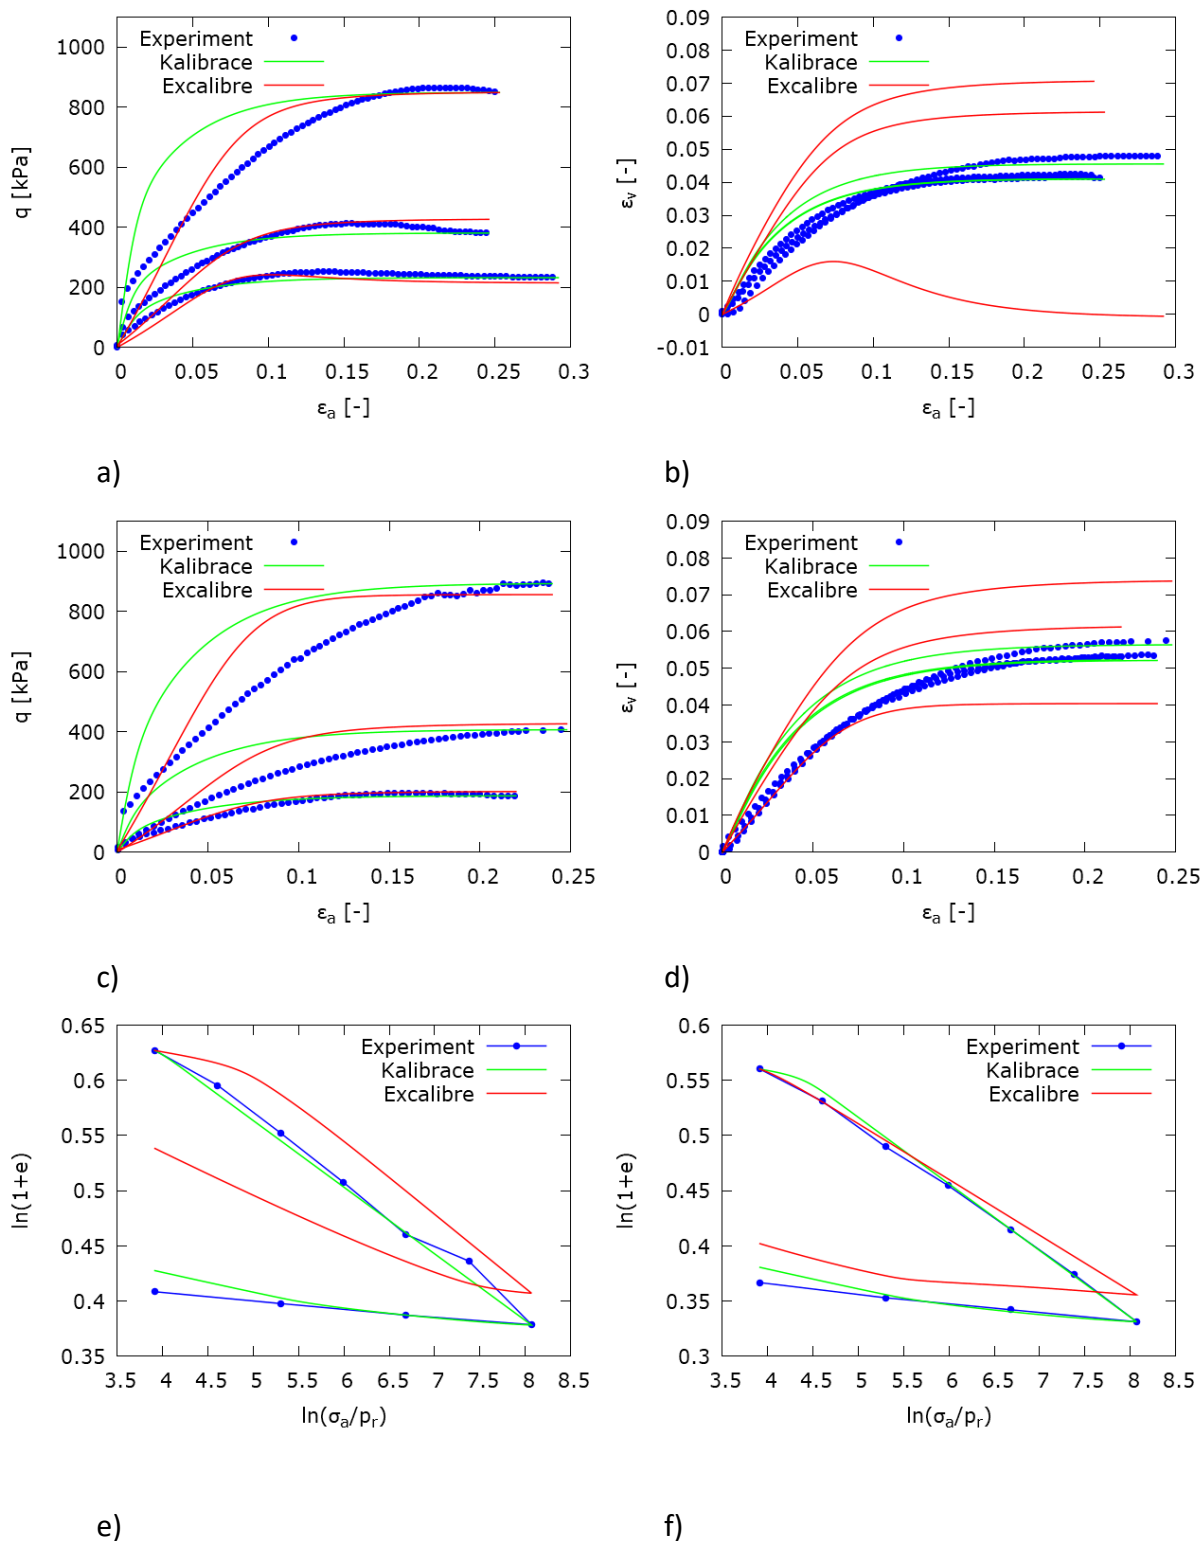 1000
800
600
400
200
0
q [kPa]
Experiment
Kalibrace
Excalibre
0 0.05 0.1 0.15 0.2 0.25 0.3
εa [-]
a)
0.09
0.08
0.07
0.06
0.05
0.04
0.03
0.02
0.01
0
-0.01
εv [-]
Experiment
Kalibrace
Excalibre
0 0.05 0.1 0.15 0.2 0.25 0.3
εa [-]
b)
1000
800
600
400
200
0
q [kPa]
Experiment
Kalibrace
Excalibre
0 0.05 0.1 0.15 0.2 0.25
εa [-]
c)
0.09
0.08
0.07
0.06
0.05
0.04
0.03
0.02
0.01
0
εv [-]
Experiment
Kalibrace
Excalibre
0 0.05 0.1 0.15 0.2 0.25
εa [-]
d)
0.65
0.6
0.55
0.5
0.45
0.4
0.35
ln(1+e)
Experiment
Kalibrace
Excalibre
3.5 4 4.5 5 5.5 6 6.5 7 7.5 8 8.5
ln(σa/pr)
e)
0.6
0.55
0.5
0.45
0.4
0.35
0.3
ln(1+e)
Experiment
Kalibrace
Excalibre
3.5 4 4.5 5 5.5 6 6.5 7 7.5 8 8.5
ln(σa/pr)
f)